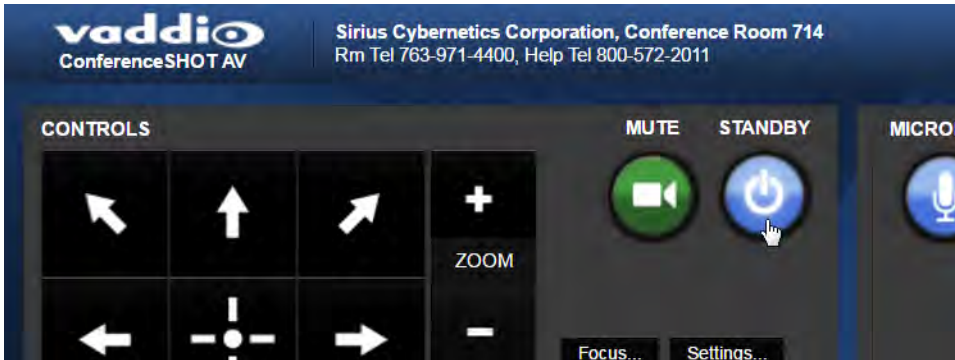 vaddio
ConferenceSHOT AV
Sirius Cybernetics Corporation, Conference Room 714
Rm Tel 763-971-4400, Help Tel 800-572-2011
CONTROLS
MUTE STANDBY
ZOOM
Focus... Settings...